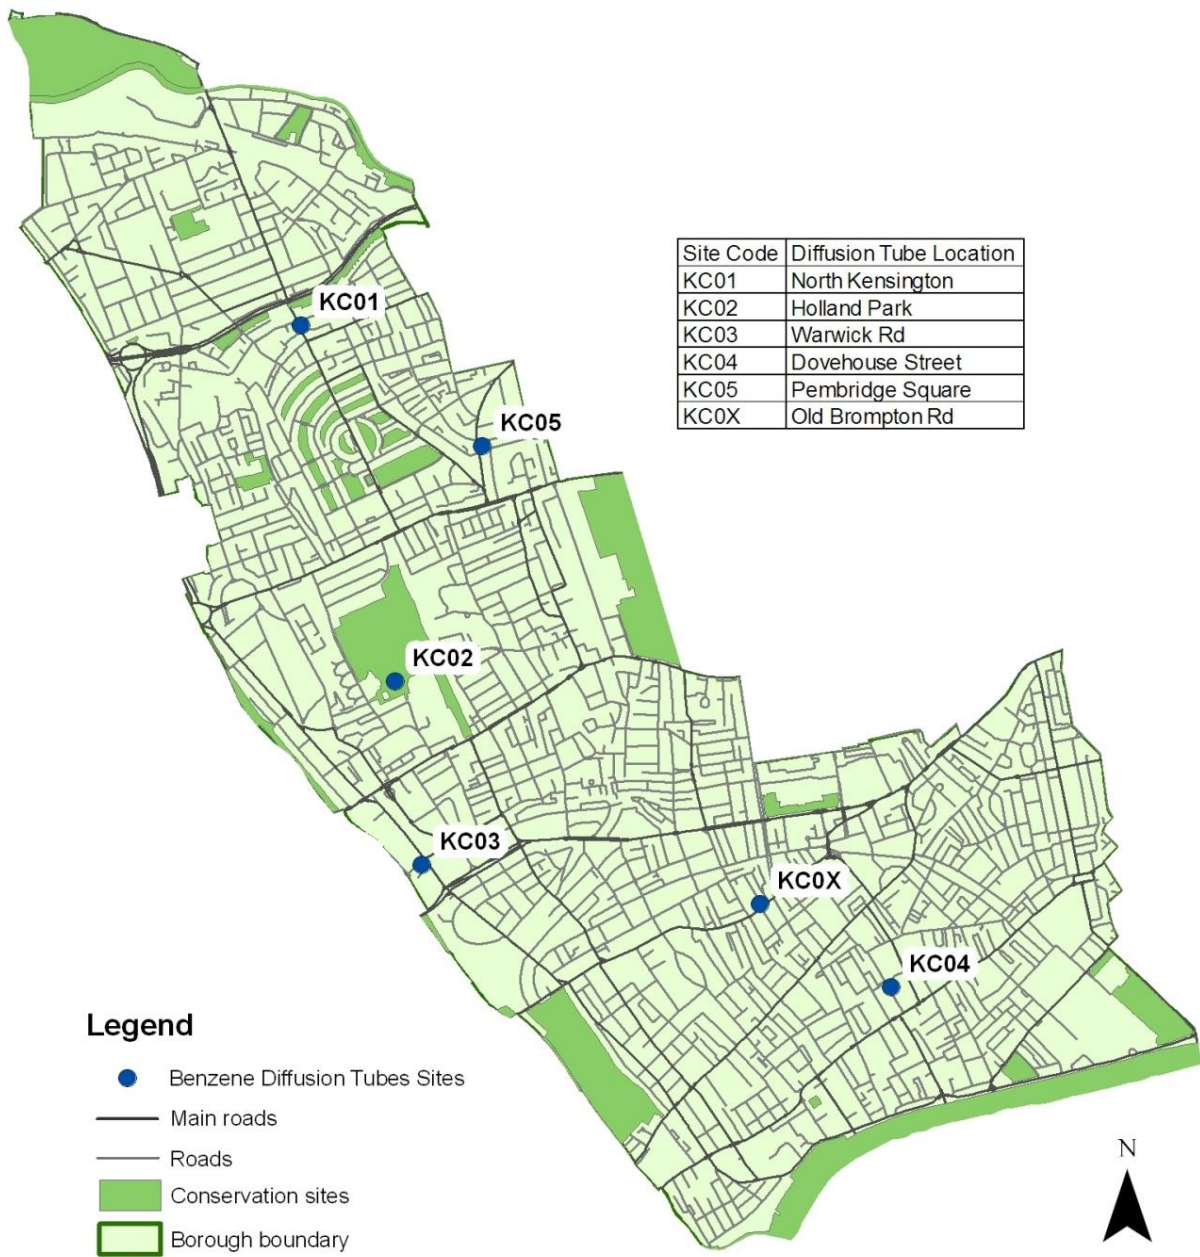 KC01
Site Code Diffusion Tube Location
KC01 North Kensington
KC02 Holland Park
KC03 Warwick Rd
KC04 Dovehouse Street
KC05 Pembridge Square
KC0X Old Brompton Rd
KC05
KC02
KC03
KC0X
KC04
Legend
Benzene Diffusion Tubes Sites
Main roads
Roads
Conservation sites
Borough boundary
N